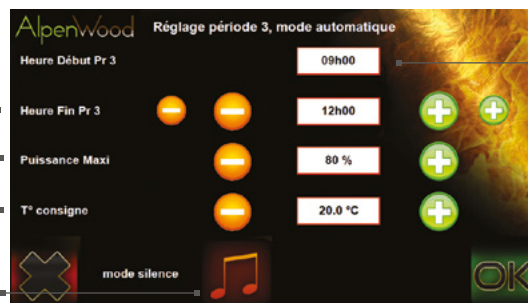 AlpenWood Réglage période 3, mode automatique
Heure Début Pr 3 09h00
Heure Fin Pr 3 12h00
Puissance Maxi 80 %
T° consigne 20.0 °C
mode silence OK